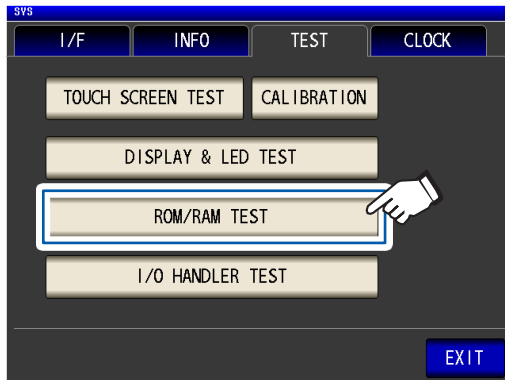 SYS
I/F INFO TEST CLOCK
TOUCH SCREEN TEST CALIBRATION
DISPLAY & LED TEST
ROM/RAM TEST
I/O HANDLER TEST
EXIT